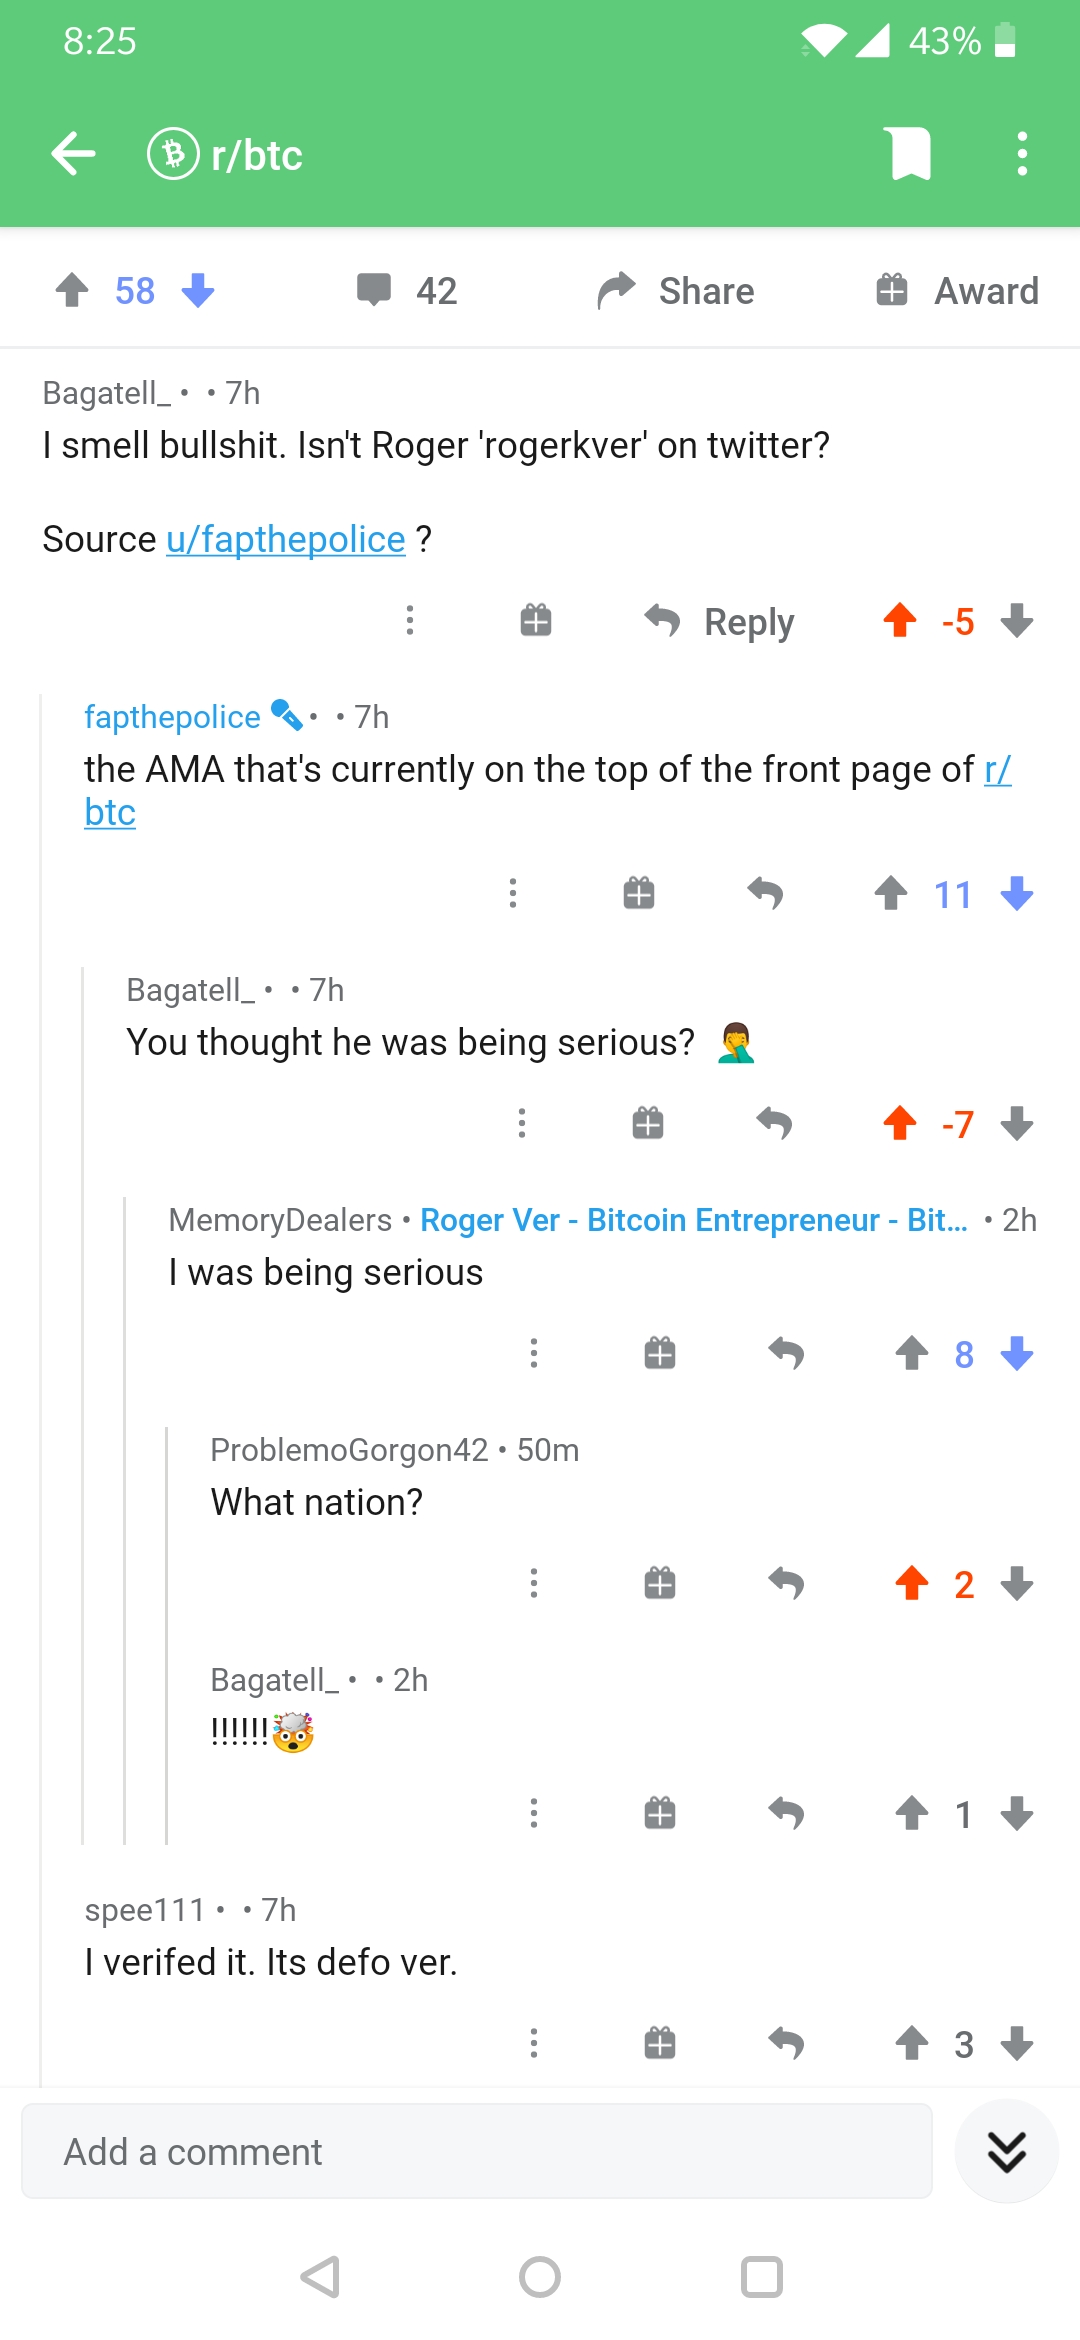 8:25
43%
r/btc
58
42
Share
Award
Bagatell_ • • 7h
I smell bullshit. Isn't Roger 'rogerkver' on twitter?
Source u/fapthepolice ?
Reply
-5
fapthepolice • • 7h
the AMA that's currently on the top of the front page of r/
btc
11
Bagatell_ • • 7h
You thought he was being serious? 🤦‍♂️
-7
MemoryDealers • Roger Ver - Bitcoin Entrepreneur - Bit... • 2h
I was being serious
8
ProblemoGorgon42 • 50m
What nation?
2
Bagatell_ • • 2h
!!!!!!🤯
1
spee111 • • 7h
I verifed it. Its defo ver.
3
Add a comment